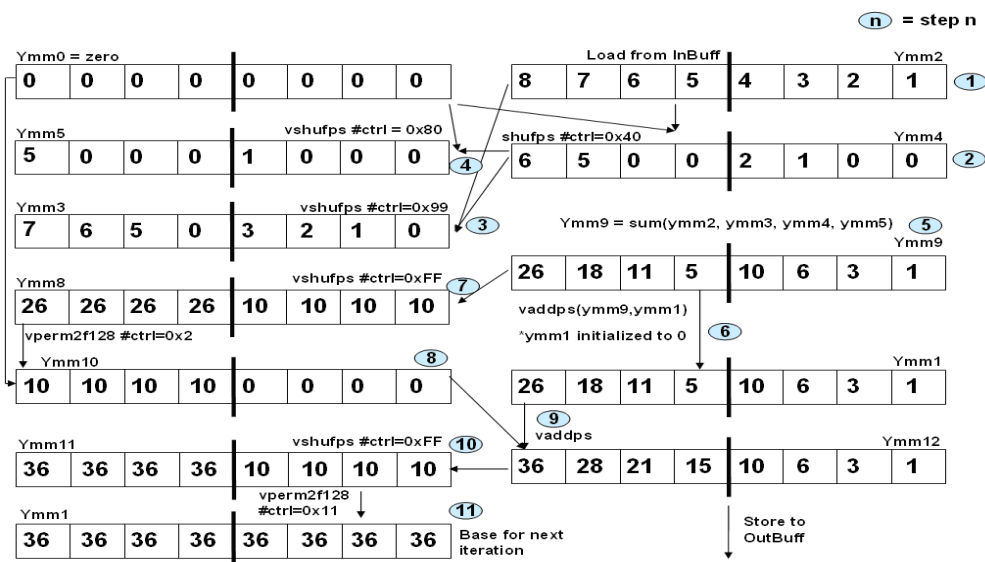 n = step n
Ymm0 = zero
0 0 0 0 0 0 0 0
Load from InBuff
Ymm2
8 7 6 5 4 3 2 1
1
Ymm5
vshufps #ctrl = 0x80
5 0 0 0 1 0 0 0
4
shufps #ctrl=0x40
Ymm4
6 5 0 0 2 1 0 0
2
Ymm3
vshufps #ctrl=0x99
7 6 5 0 3 2 1 0
3
Ymm9 = sum(ymm2, ymm3, ymm4, ymm5)
5
Ymm9
26 18 11 5 10 6 3 1
Ymm8
vshufps #ctrl=0xFF
7
26 26 26 26 10 10 10 10
vaddps(ymm9,ymm1)
*ymm1 initialized to 0
6
vperm2f128 #ctrl=0x2
Ymm10
8
10 10 10 10 0 0 0 0
Ymm1
26 18 11 5 10 6 3 1
9
vaddps
Ymm11
vshufps #ctrl=0xFF
10
36 36 36 36 10 10 10 10
Ymm12
36 28 21 15 10 6 3 1
vperm2f128
#ctrl=0x11
11
Ymm1
36 36 36 36 36 36 36 36
Base for next
iteration
Store to
OutBuff